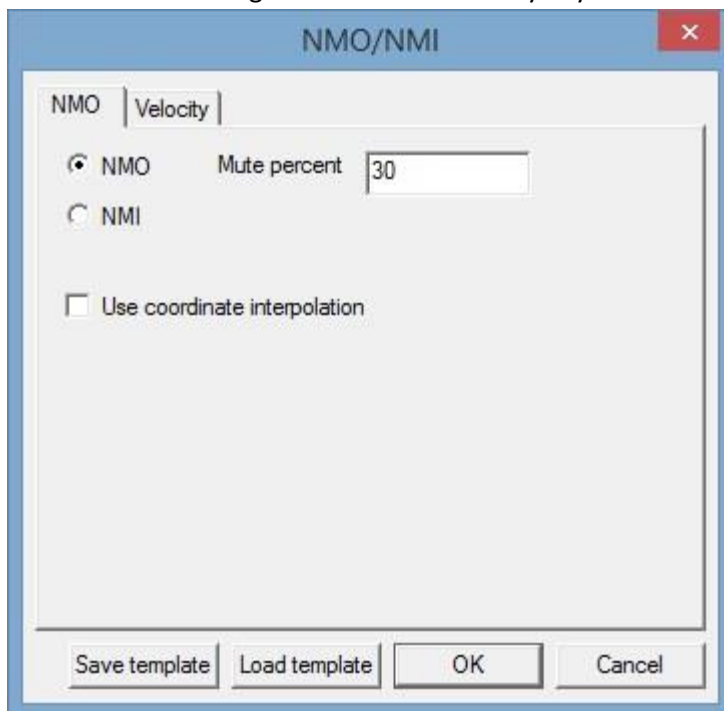 NMO/NMI
NMO Velocity
NMO Mute percent 30
NMI
Use coordinate interpolation
Save template Load template OK Cancel